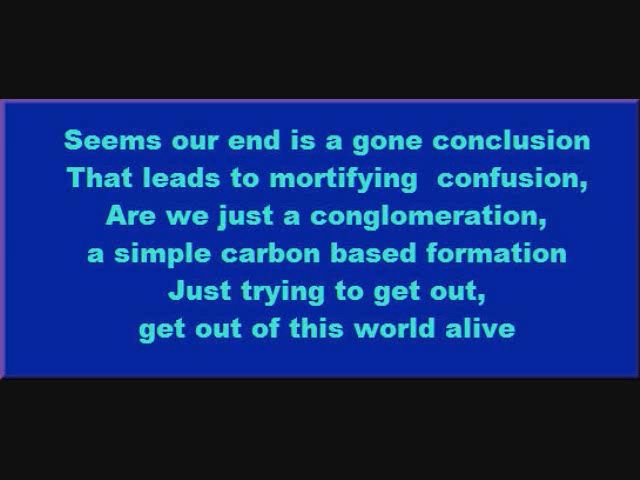 Seems our end is a gone conclusion
That leads to mortifying  confusion,
Are we just a conglomeration,
a simple carbon based formation
Just trying to get out,
get out of this world alive